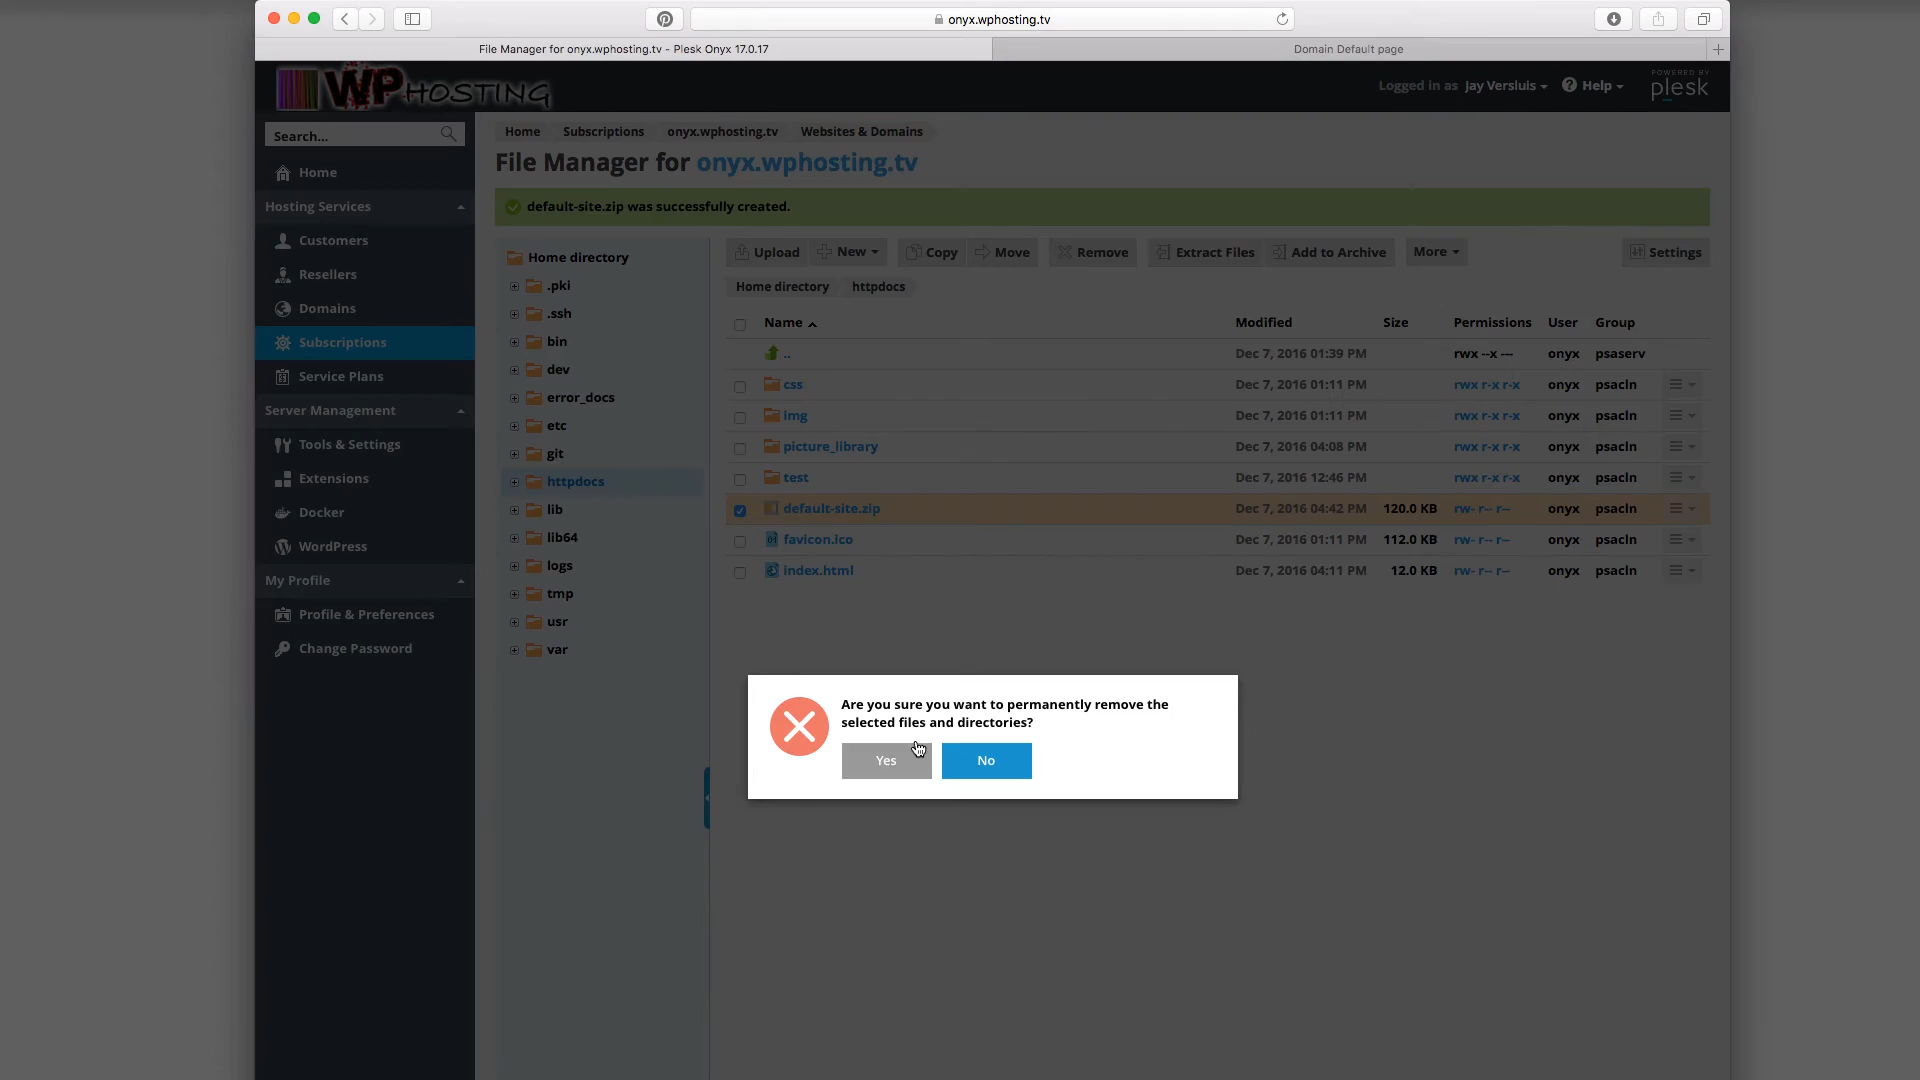 onyx.wphosting.tv
File Manager for onyx.wphosting.tv - Plesk Onyx 17.0.17
Domain Default page
WPHOSTING
Logged in as Jay Versluis
Help
POWERED BY
plesk
Search...
Home
Hosting Services
Customers
Resellers
Domains
Subscriptions
Service Plans
Server Management
Tools & Settings
Extensions
Docker
WordPress
My Profile
Profile & Preferences
Change Password
Home Subscriptions onyx.wphosting.tv Websites & Domains
File Manager for onyx.wphosting.tv
default-site.zip was successfully created.
Home directory
.pki
.ssh
bin
dev
error_docs
etc
git
httpdocs
lib
lib64
logs
tmp
usr
var
Upload New Copy Move Remove Extract Files Add to Archive More Settings
Home directory httpdocs
Name Modified Size Permissions User Group
.. Dec 7, 2016 01:39 PM rwx --x --- onyx psaserv
css Dec 7, 2016 01:11 PM rwx r-x r-x onyx psacln
img Dec 7, 2016 01:11 PM rwx r-x r-x onyx psacln
picture_library Dec 7, 2016 04:08 PM rwx r-x r-x onyx psacln
test Dec 7, 2016 12:46 PM rwx r-x r-x onyx psacln
default-site.zip Dec 7, 2016 04:42 PM 120.0 KB rw- r-- r-- onyx psacln
favicon.ico Dec 7, 2016 01:11 PM 112.0 KB rw- r-- r-- onyx psacln
index.html Dec 7, 2016 04:11 PM 12.0 KB rw- r-- r-- onyx psacln
Are you sure you want to permanently remove the
selected files and directories?
Yes No